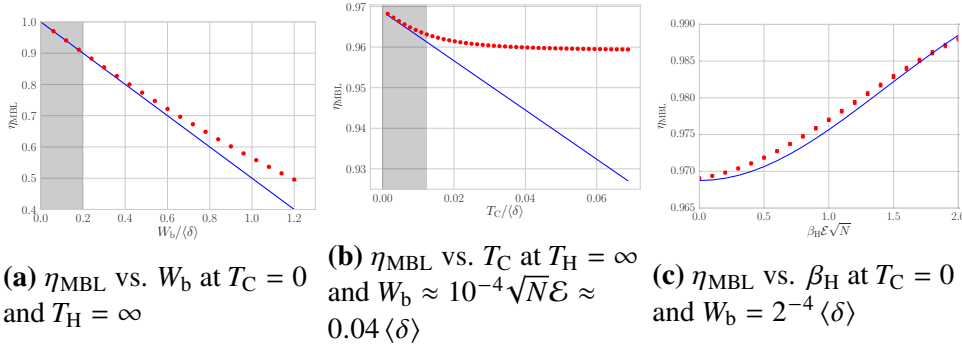 1.0
0.9
0.8
0.7
0.6
0.5
0.4
η_MBL
0.0 0.2 0.4 0.6 0.8 1.0 1.2
W_b/⟨δ⟩
(a) η_MBL vs. W_b at T_C = 0
and T_H = ∞
0.97
0.96
0.95
0.94
0.93
η_MBL
0.00 0.02 0.04 0.06
T_C/⟨δ⟩
(b) η_MBL vs. T_C at T_H = ∞
and W_b ≈ 10⁻⁴√N𝓔 ≈
0.04 ⟨δ⟩
0.990
0.985
0.980
0.975
0.970
0.965
η_MBL
0.0 0.5 1.0 1.5 2.0
β_H𝓔√N
(c) η_MBL vs. β_H at T_C = 0
and W_b = 2⁻⁴ ⟨δ⟩